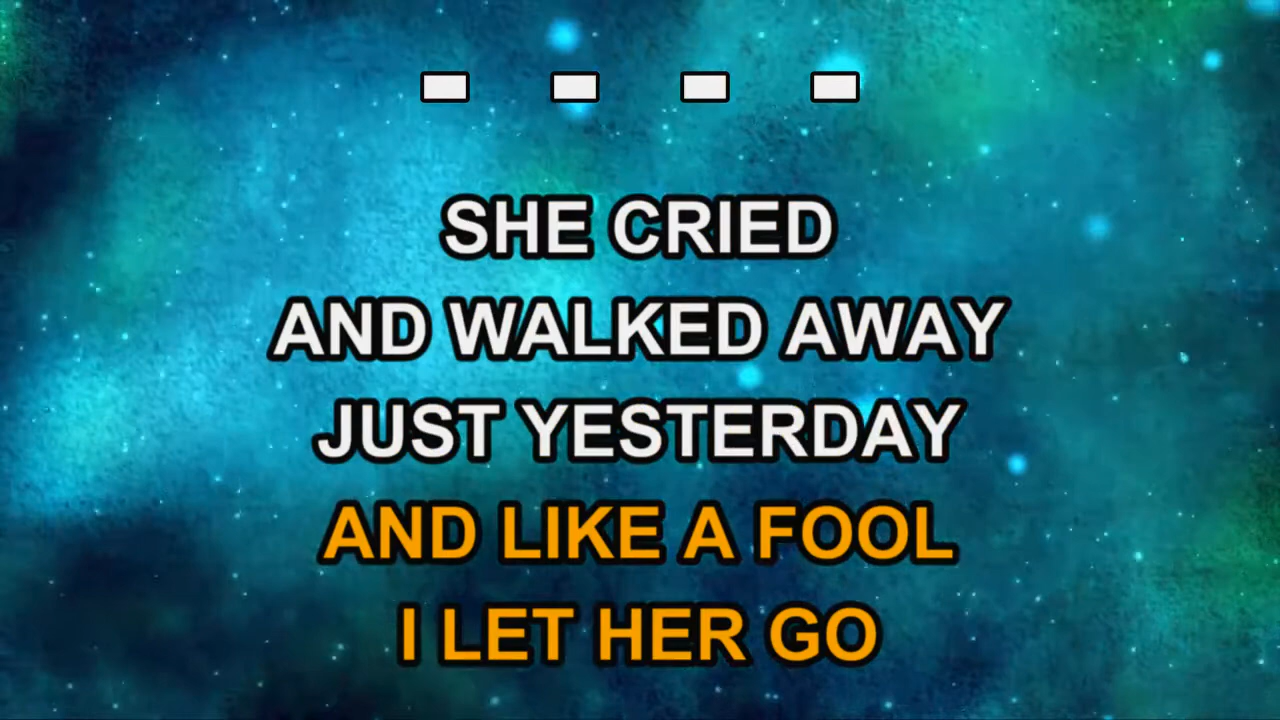 SHE CRIED
AND WALKED AWAY
JUST YESTERDAY
AND LIKE A FOOL
I LET HER GO